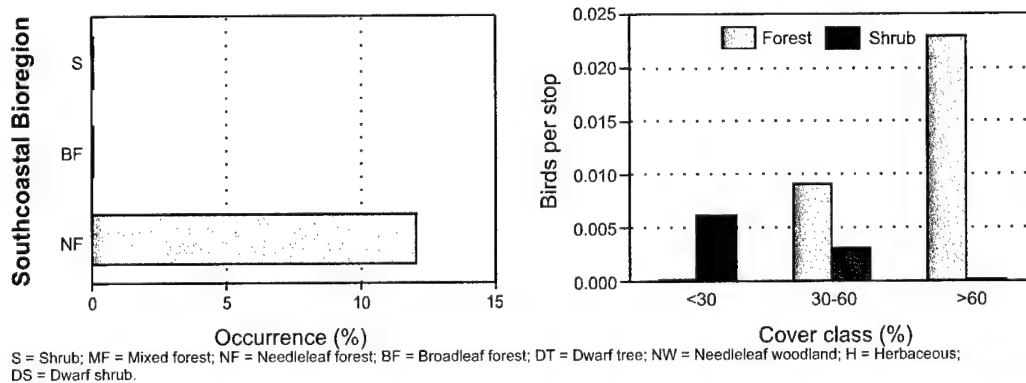 Southcoastal Bioregion
S
BF
NF
0 5 10 15
Occurrence (%)
Birds per stop
0.025
0.020
0.015
0.010
0.005
0.000
Forest Shrub
<30 30-60 >60
Cover class (%)
S = Shrub; MF = Mixed forest; NF = Needleleaf forest; BF = Broadleaf forest; DT = Dwarf tree; NW = Needleleaf woodland; H = Herbaceous;
DS = Dwarf shrub.